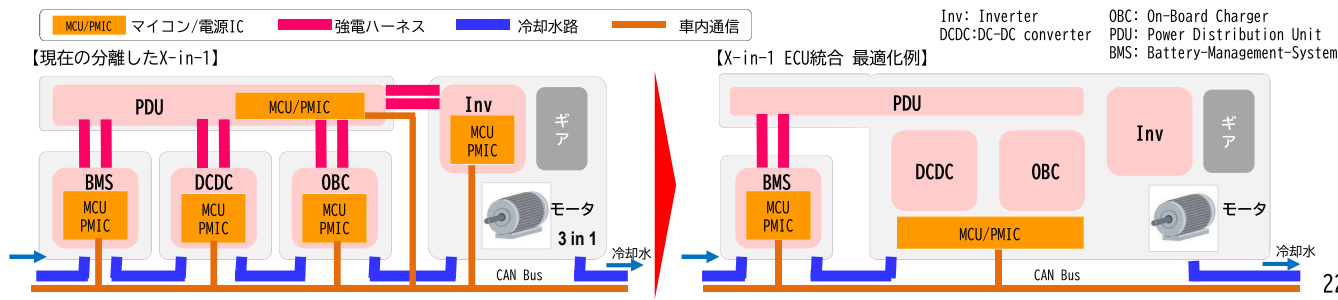 MCU/PMIC マイコン/電源IC 強電ハーネス 冷却水路 車内通信
Inv: Inverter OBC: On-Board Charger
DCDC:DC-DC converter PDU: Power Distribution Unit
BMS: Battery-Management-System
【現在の分離したX-in-1】
PDU
MCU/PMIC
Inv
MCU
PMIC
ギア
BMS
MCU
PMIC
DCDC
MCU
PMIC
OBC
MCU
PMIC
モータ
3 in 1
冷却水
CAN Bus
【X-in-1 ECU統合 最適化例】
PDU
Inv
ギア
DCDC
OBC
BMS
MCU
PMIC
MCU/PMIC
モータ
冷却水
CAN Bus